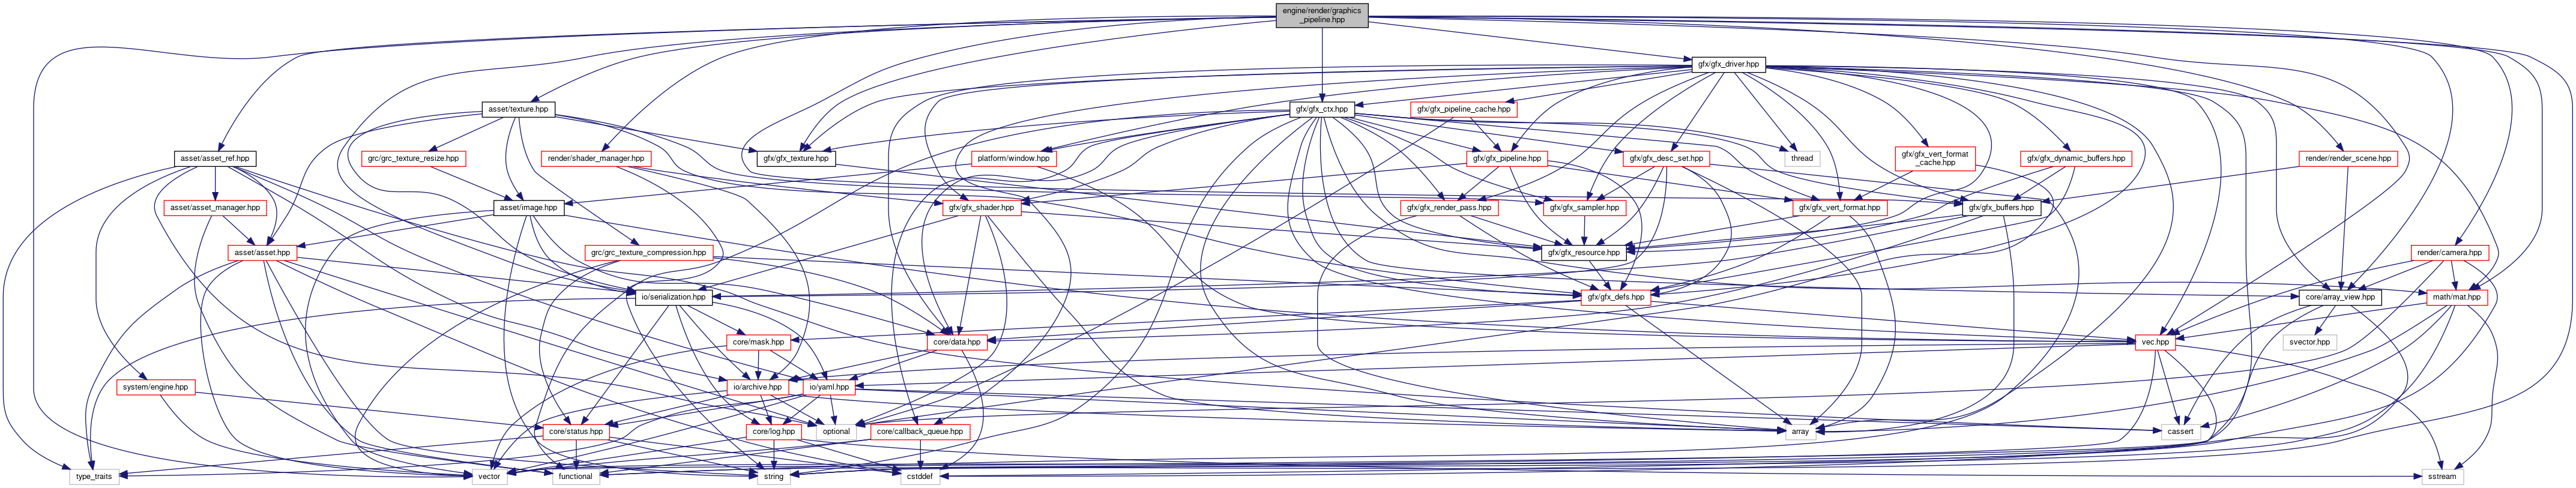 engine/render/graphics
_pipeline.hpp
gfx/gfx_driver.hpp
asset/texture.hpp
gfx/gfx_ctx.hpp
gfx/gfx_pipeline_cache.hpp
asset/asset_ref.hpp
grc/grc_texture_resize.hpp
render/shader_manager.hpp
gfx/gfx_texture.hpp
platform/window.hpp
gfx/gfx_pipeline.hpp
thread
gfx/gfx_desc_set.hpp
gfx/gfx_vert_format
_cache.hpp
gfx/gfx_dynamic_buffers.hpp
render/render_scene.hpp
asset/asset_manager.hpp
asset/image.hpp
gfx/gfx_shader.hpp
gfx/gfx_render_pass.hpp
gfx/gfx_sampler.hpp
gfx/gfx_vert_format.hpp
gfx/gfx_buffers.hpp
asset/asset.hpp
grc/grc_texture_compression.hpp
gfx/gfx_resource.hpp
render/camera.hpp
io/serialization.hpp
gfx/gfx_defs.hpp
core/array_view.hpp
math/mat.hpp
core/mask.hpp
core/data.hpp
vec.hpp
svector.hpp
system/engine.hpp
io/archive.hpp
io/yaml.hpp
core/status.hpp
core/log.hpp
optional
core/callback_queue.hpp
array
cassert
type_traits
vector
functional
string
cstddef
sstream